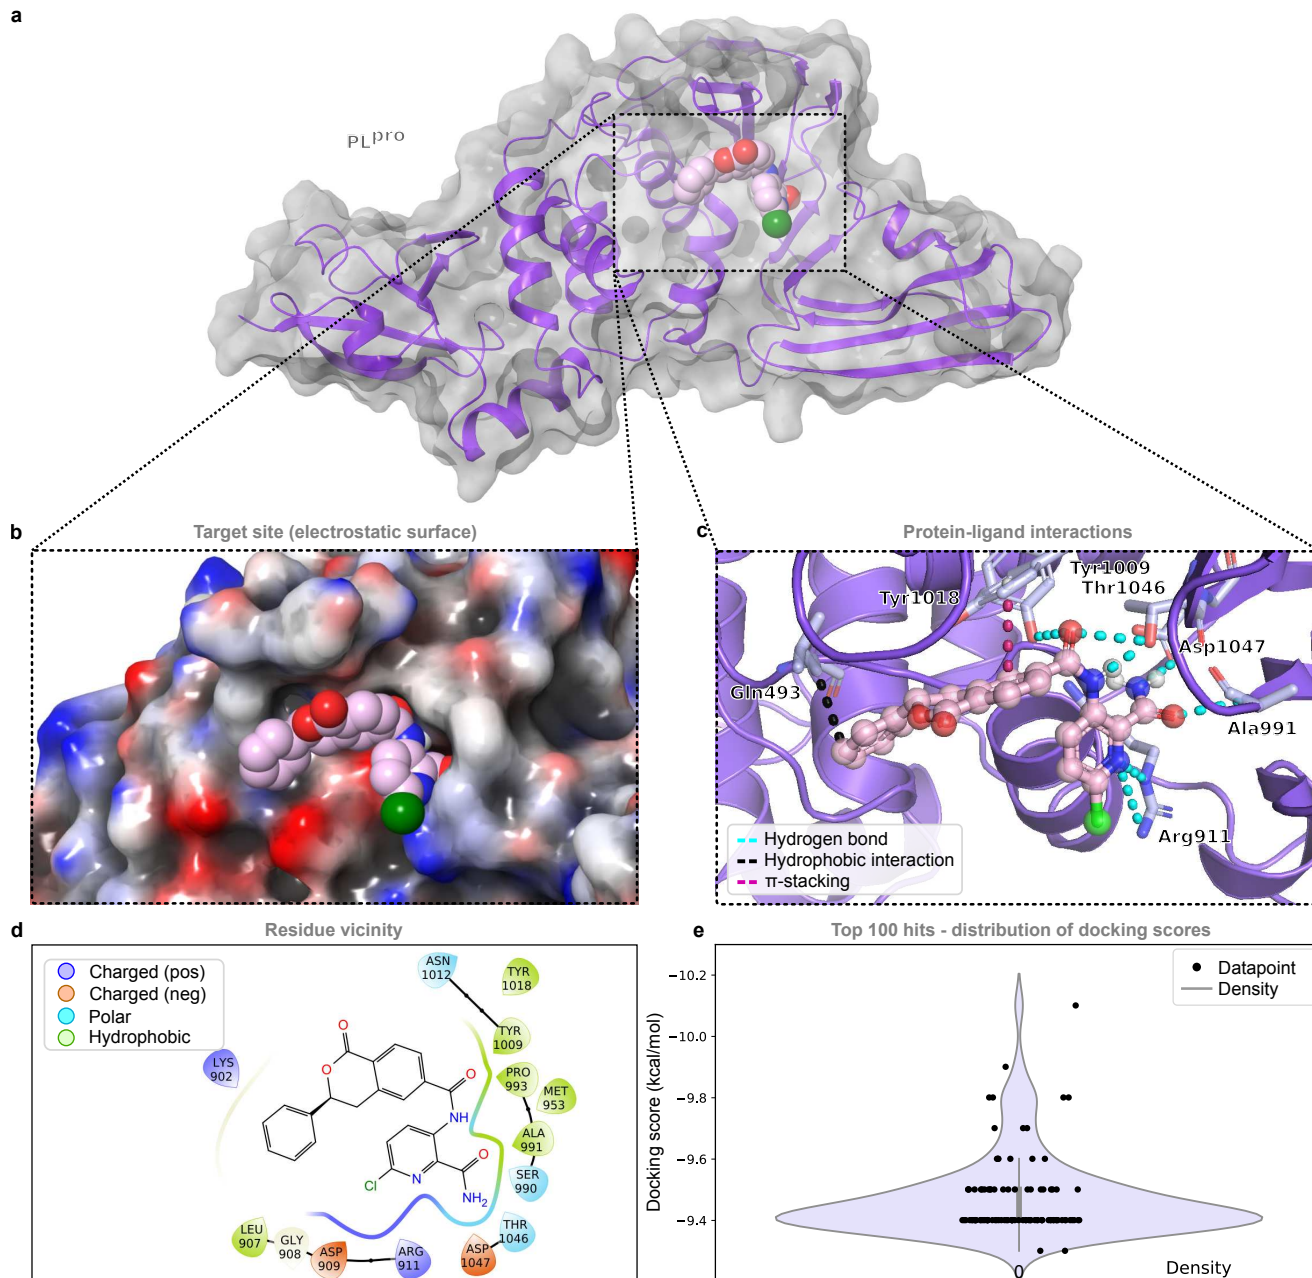 a
PLpro
b
Target site (electrostatic surface)
c
Protein-ligand interactions
Tyr1009
Thr1046
Tyr1018
Asp1047
Gln493
Ala991
Arg911
Hydrogen bond
Hydrophobic interaction
π-stacking
d
Residue vicinity
Charged (pos)
Charged (neg)
Polar
Hydrophobic
ASN
1012
TYR
1018
TYR
1009
LYS
902
PRO
993
MET
953
ALA
991
SER
990
THR
1046
ASP
1047
ARG
911
ASP
909
GLY
908
LEU
907
O
O
O
NH
O
Cl
N
NH2
e
Top 100 hits - distribution of docking scores
Datapoint
Density
Docking score (kcal/mol)
−10.2
−10.0
−9.8
−9.6
−9.4
0
Density